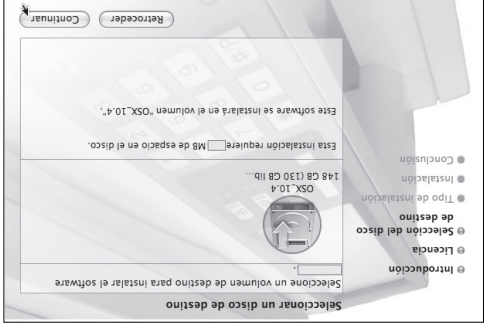 Seleccionar un disco de destino
Seleccione un volumen de destino para instalar el software
.
OSX_10.4
148 GB (130 GB lib...
Esta instalación requiere MB de espacio en el disco.
Este software se instalará en el volumen "OSX_10.4".
Introducción
Licencia
Selección del disco
de destino
Tipo de instalación
Instalación
Conclusión
Retroceder
Continuar